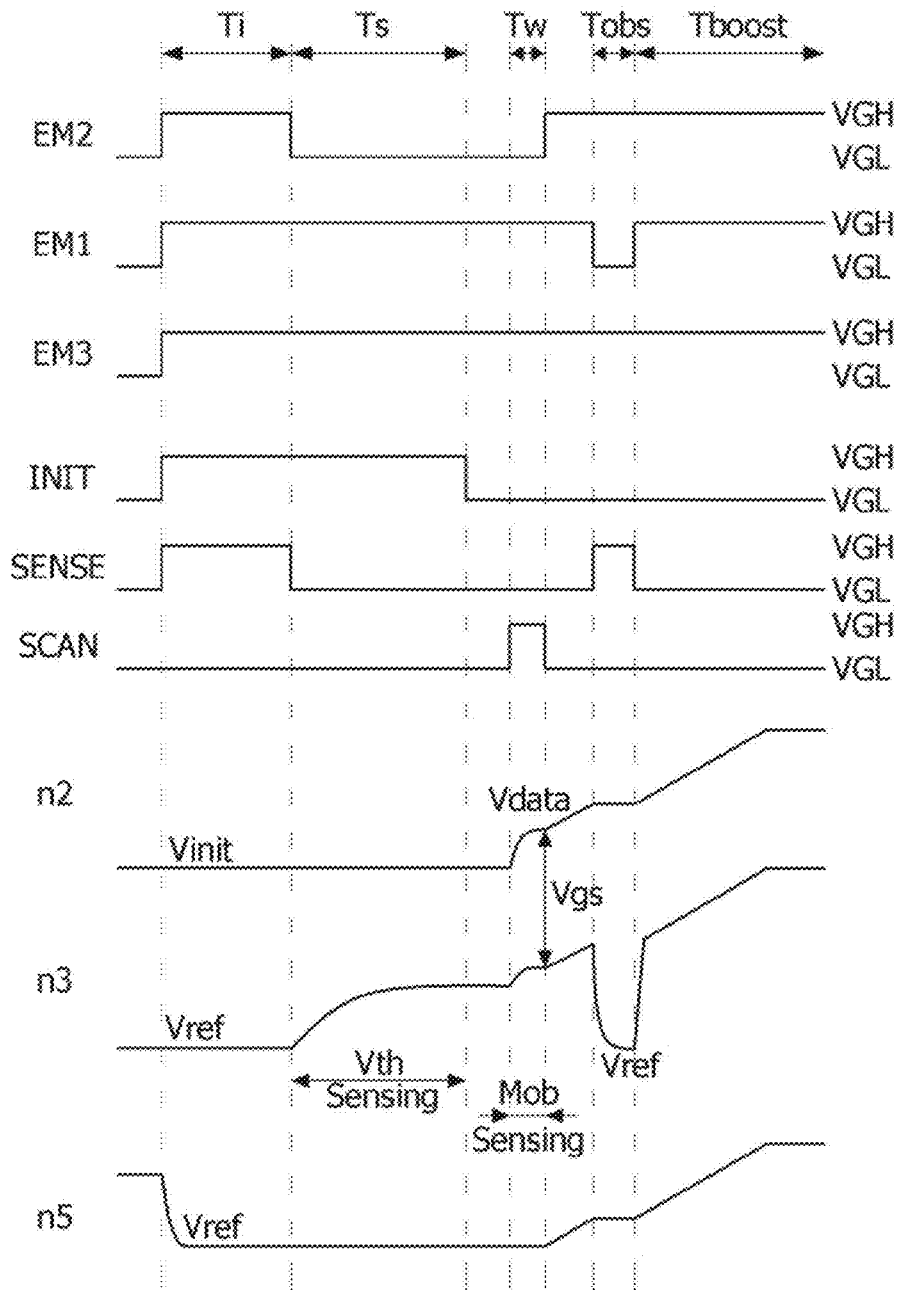 Ti Ts Tw Tobs Tboost
EM2 VGH
VGL
EM1 VGH
VGL
EM3 VGH
VGL
INIT VGH
VGL
SENSE VGH
VGL
SCAN VGH
VGL
n2 Vdata
Vinit
Vgs
n3
Vref
Vref
Vth
Sensing
Mob
Sensing
n5 Vref